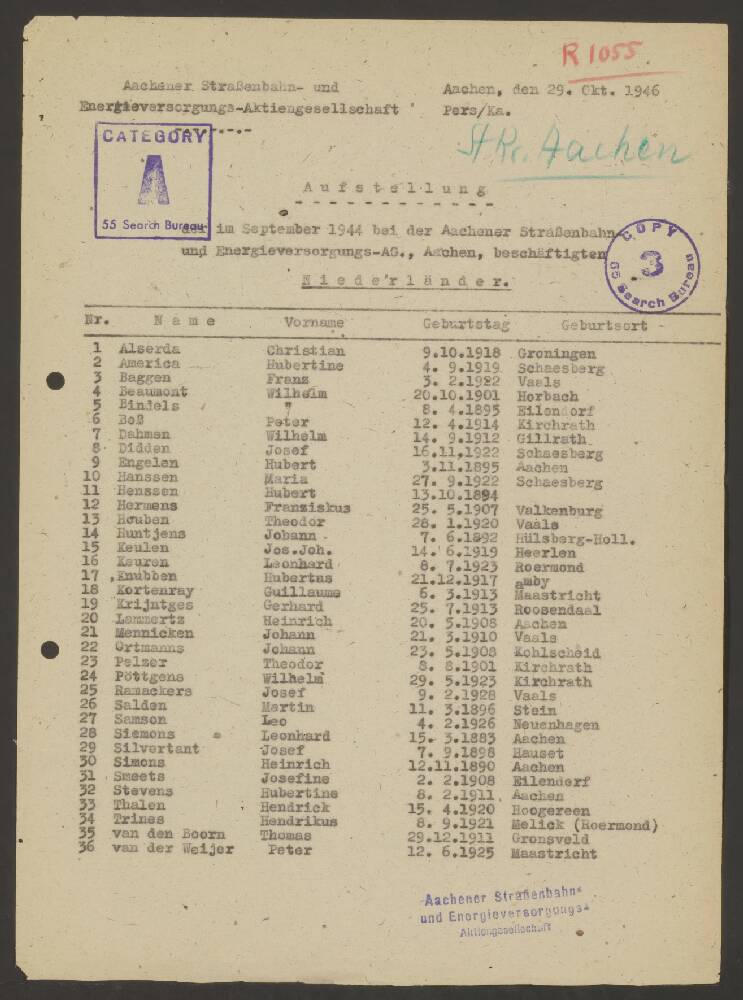 R 1055
Aachener Straßenbahn- und
Energieversorgungs-Aktiengesellschaft
Aachen, den 29. Okt. 1946
Pers/Ka.
StKr. Aachen
CATEGORY
A
55 Search Bureau
Aufstellung
der im September 1944 bei der Aachener Straßenbahn-
und Energieversorgungs-AG., Aachen, beschäftigten
Niederländer.
COPY
3
55 Search Bureau
Nr. Name Vorname Geburtstag Geburtsort
1 Alserda Christian 9.10.1918 Groningen
2 America Hubertine 4. 9.1919 Schaesberg
3 Baggen Franz 3. 2.1922 Vaals
4 Beaumont Wilhelm 20.10.1901 Horbach
5 Bindels " 8. 4.1895 Eilendorf
6 Boß Peter 12. 4.1914 Kirchrath
7 Dahmen Wilhelm 14. 9.1912 Gillrath
8 Didden Josef 16.11.1922 Schaesberg
9 Engelen Hubert 3.11.1895 Aachen
10 Hanssen Maria 27. 9.1922 Schaesberg
11 Henssen Hubert 13.10.1894
12 Hermens Franziskus 25. 5.1907 Valkenburg
13 Houben Theodor 28. 1.1920 Vaals
14 Huntjens Johann 7. 6.1892 Hülsberg-Holl.
15 Keulen Jos.Joh. 14. 6.1919 Heerlen
16 Keuren Leonhard 8. 7.1923 Roermond
17 Knubben Hubertus 21.12.1917 amby
18 Kortenray Guillaume 6. 3.1913 Maastricht
19 Krijntges Gerhard 25. 7.1913 Roosendaal
20 Lammertz Heinrich 20. 5.1908 Aachen
21 Mennicken Johann 21. 3.1910 Vaals
22 Ortmanns Johann 23. 5.1908 Kohlscheid
23 Pelzer Theodor 8. 8.1901 Kirchrath
24 Pöttgens Wilhelm 29. 5.1923 Kirchrath
25 Ramackers Josef 9. 2.1928 Vaals
26 Salden Martin 11. 3.1896 Stein
27 Samson Leo 4. 2.1926 Neuenhagen
28 Siemons Leonhard 15. 3.1883 Aachen
29 Silvertant Josef 7. 9.1898 Hauset
30 Simons Heinrich 12.11.1890 Aachen
31 Smeets Josefine 2. 2.1908 Eilendorf
32 Stevens Hubertine 8. 2.1911 Aachen
33 Thalen Hendrick 15. 4.1920 Hoogereen
34 Trines Hendrikus 8. 9.1921 Melick (Roermond)
35 van den Boorn Thomas 29.12.1911 Gronsveld
36 van der Weijer Peter 12. 6.1925 Maastricht
Aachener Straßenbahn-
und Energieversorgungs-
Aktiengesellschaft